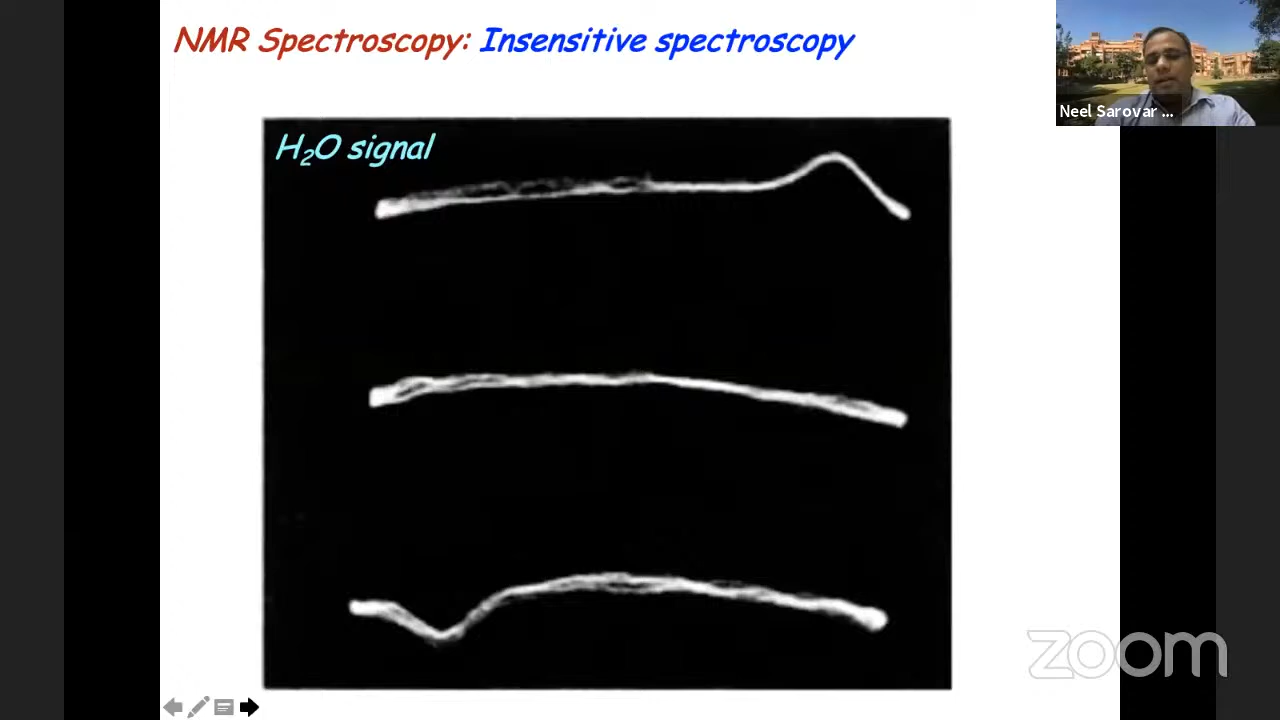 NMR Spectroscopy: Insensitive spectroscopy
Neel Sarovar ...
H₂O signal
zoom